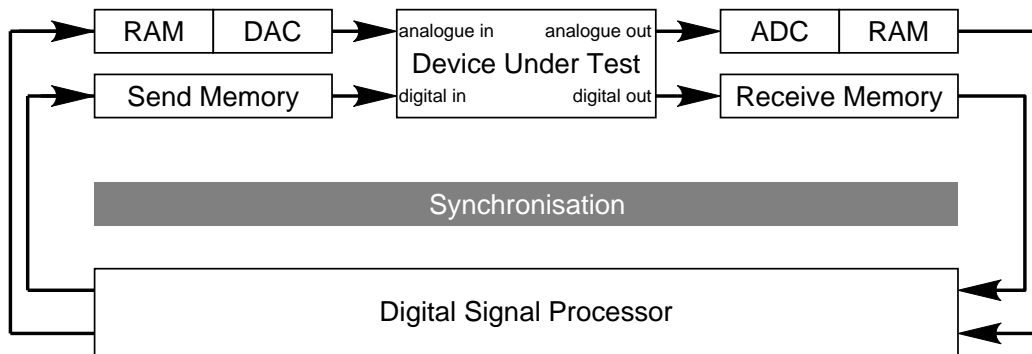 RAM DAC analogue in analogue out ADC RAM
Device Under Test
Send Memory digital in digital out Receive Memory
Synchronisation
Digital Signal Processor